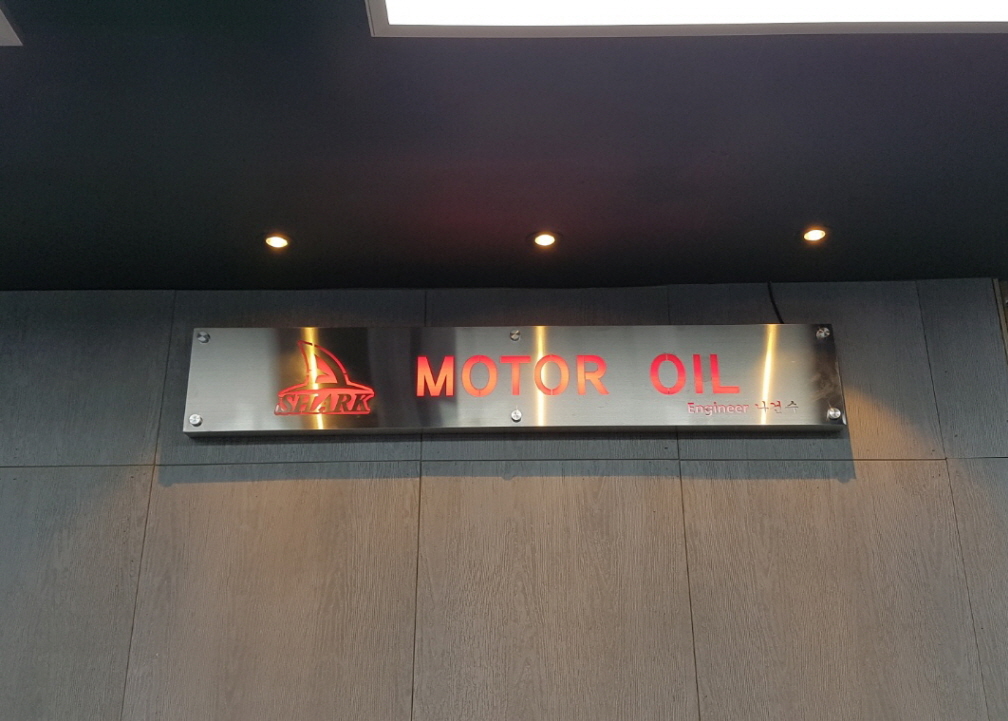 SHARK
MOTOR OIL
Engineer